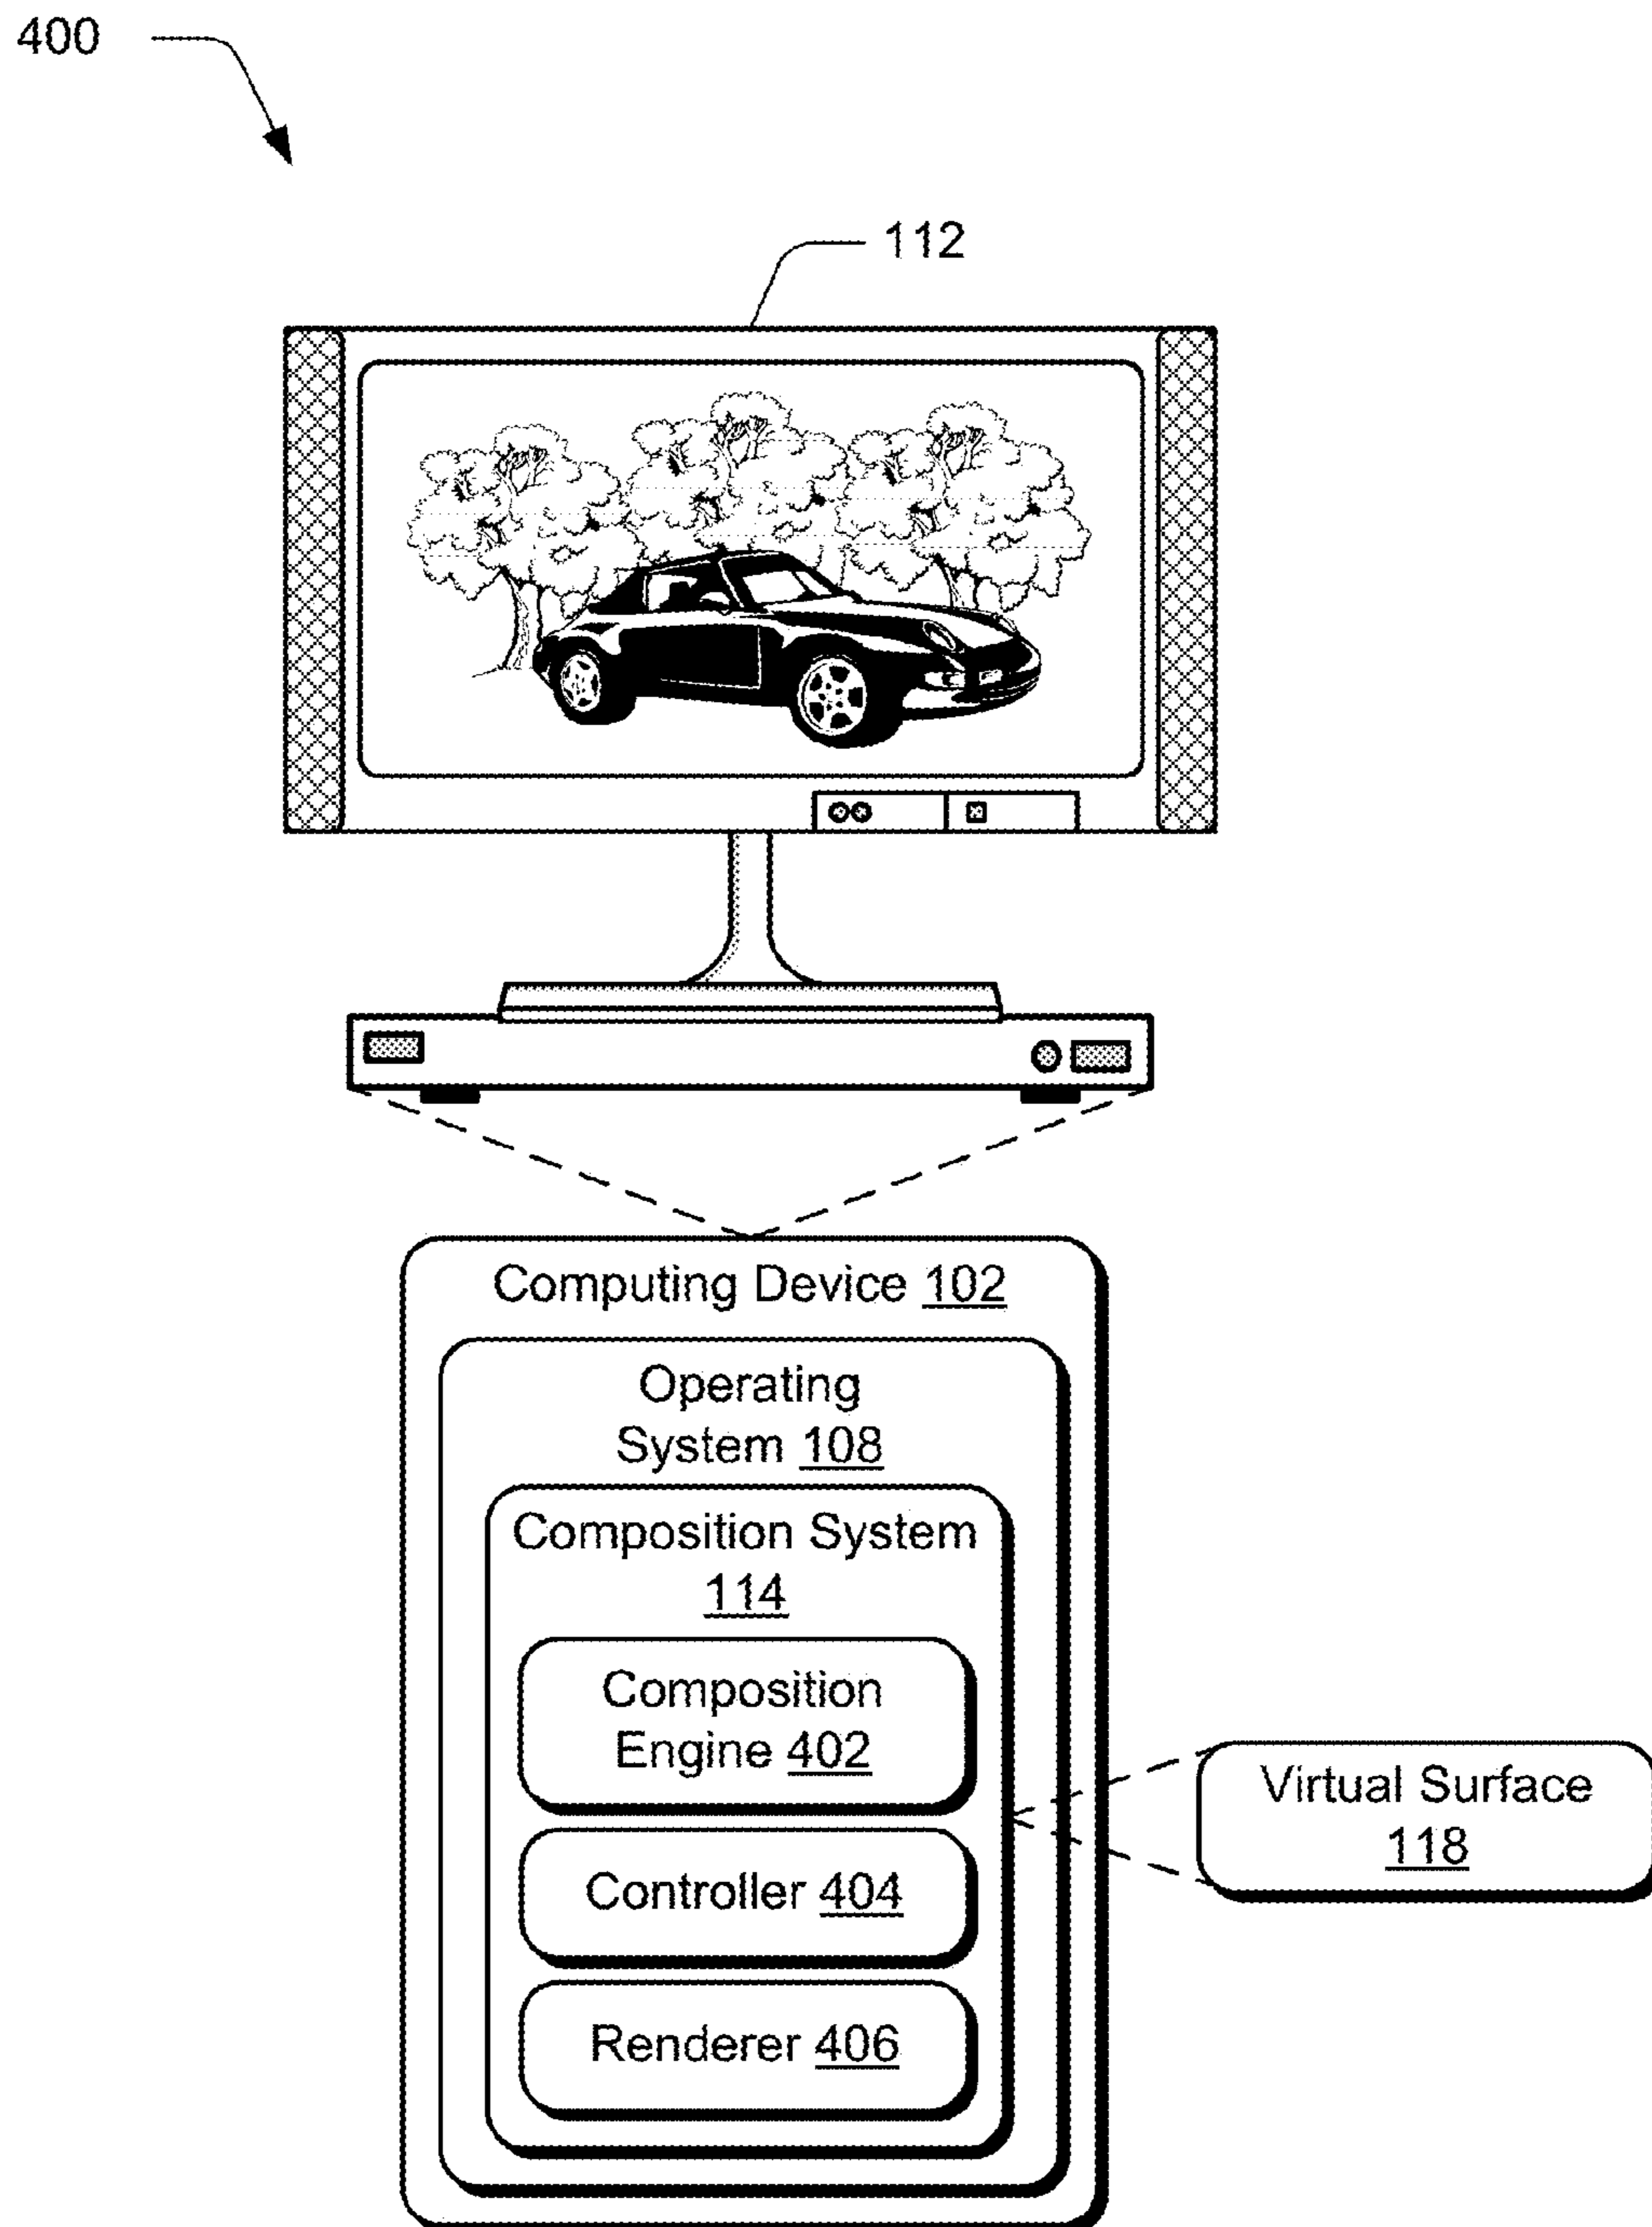 400
112
Computing Device 102
Operating
System 108
Composition System
114
Composition
Engine 402
Virtual Surface
118
Controller 404
Renderer 406